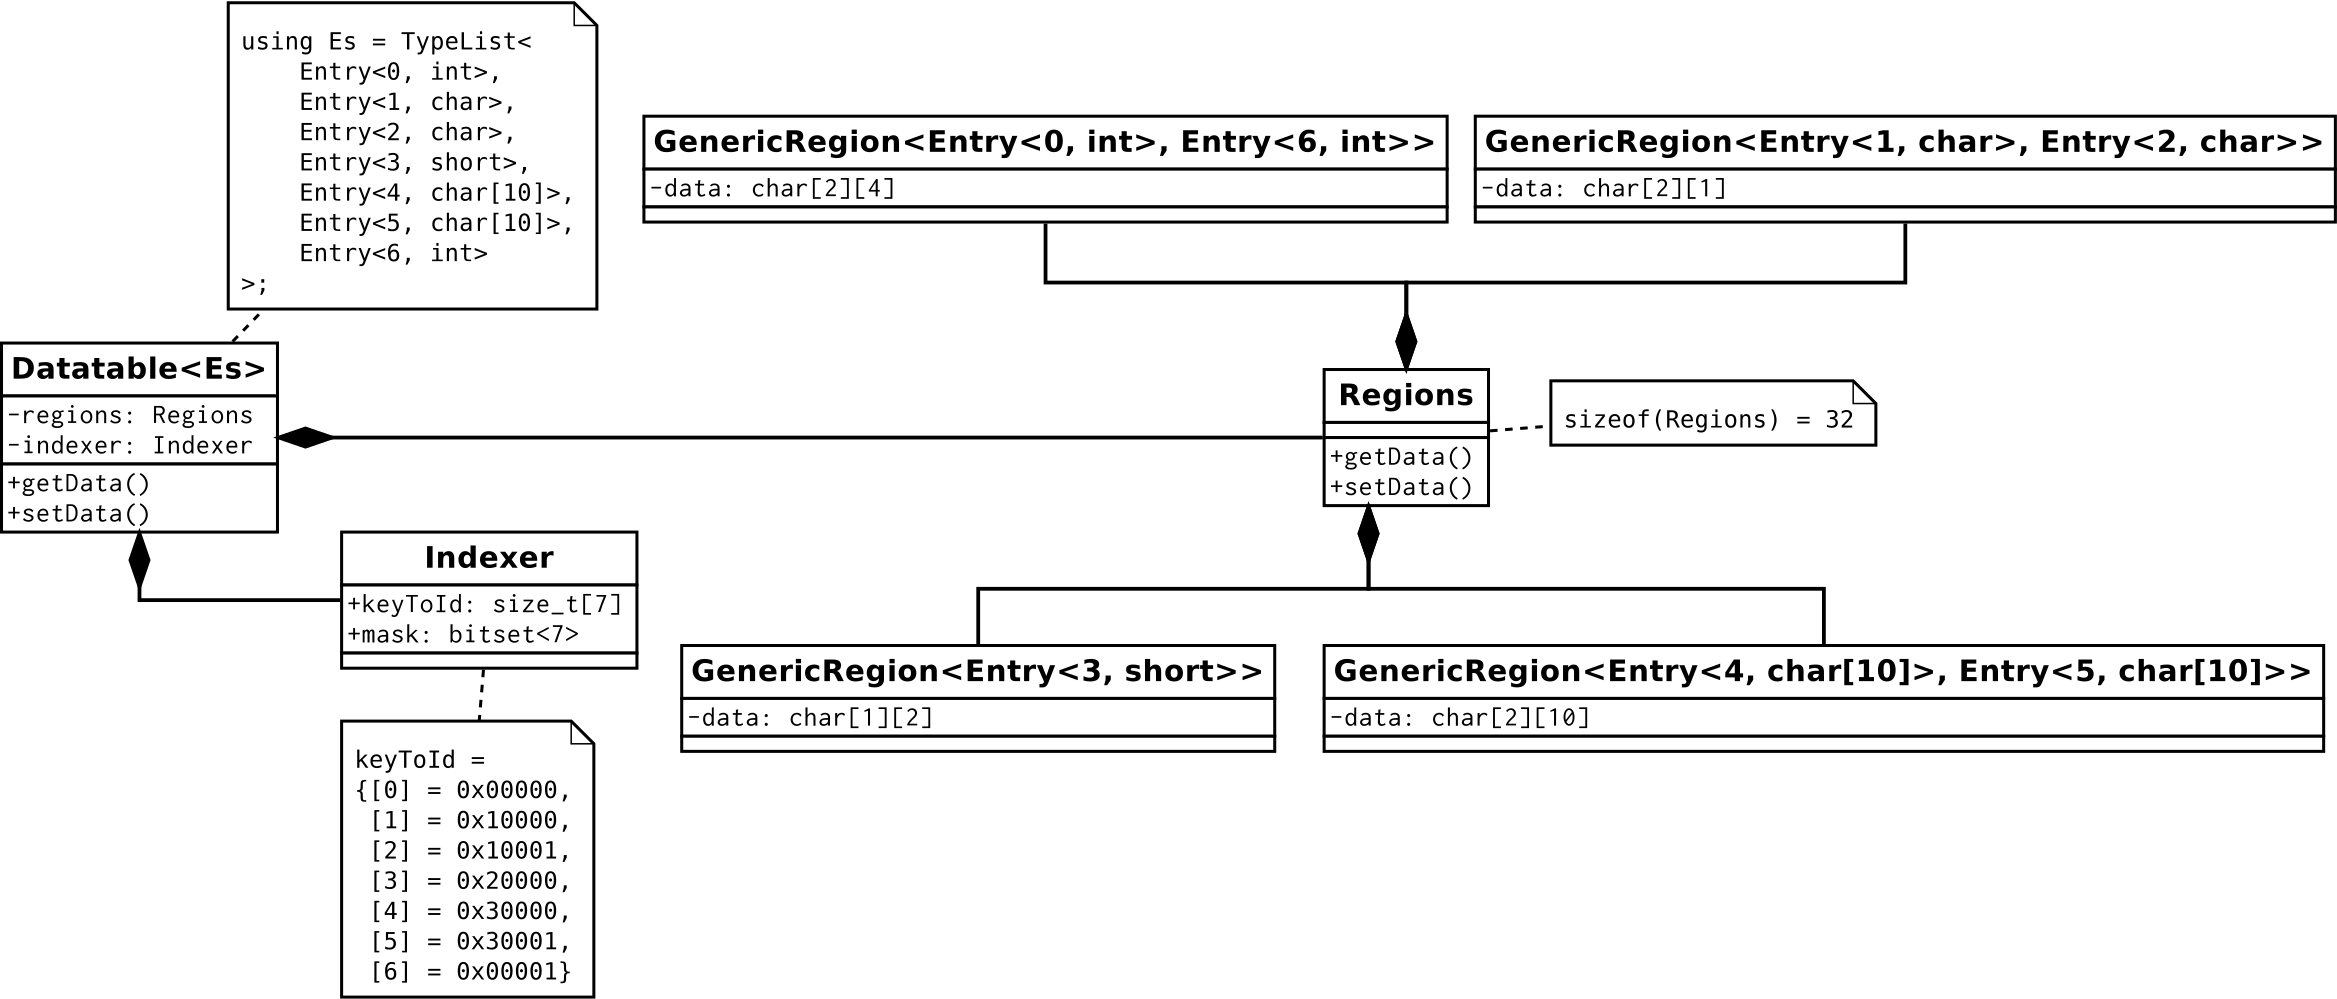 using Es = TypeList<
    Entry<0, int>,
    Entry<1, char>,
    Entry<2, char>,
    Entry<3, short>,
    Entry<4, char[10]>,
    Entry<5, char[10]>,
    Entry<6, int>
>;
GenericRegion<Entry<0, int>, Entry<6, int>>
-data: char[2][4]
GenericRegion<Entry<1, char>, Entry<2, char>>
-data: char[2][1]
Datatable<Es>
-regions: Regions
-indexer: Indexer
+getData()
+setData()
Regions
+getData()
+setData()
sizeof(Regions) = 32
Indexer
+keyToId: size_t[7]
+mask: bitset<7>
GenericRegion<Entry<3, short>>
-data: char[1][2]
GenericRegion<Entry<4, char[10]>, Entry<5, char[10]>>
-data: char[2][10]
keyToId =
{[0] = 0x00000,
 [1] = 0x10000,
 [2] = 0x10001,
 [3] = 0x20000,
 [4] = 0x30000,
 [5] = 0x30001,
 [6] = 0x00001}